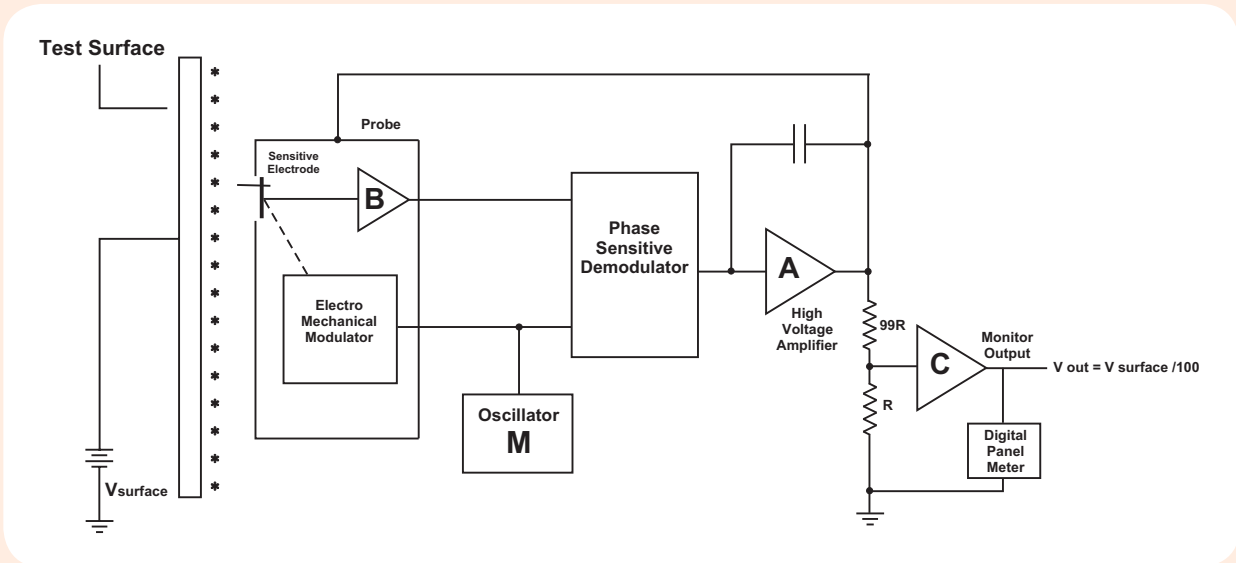 Test Surface
Probe
Sensitive
Electrode
B
Electro
Mechanical
Modulator
Oscillator
M
Phase
Sensitive
Demodulator
A
High
Voltage
Amplifier
99R
R
C
Monitor
Output
V out = V surface /100
Digital
Panel
Meter
Vsurface